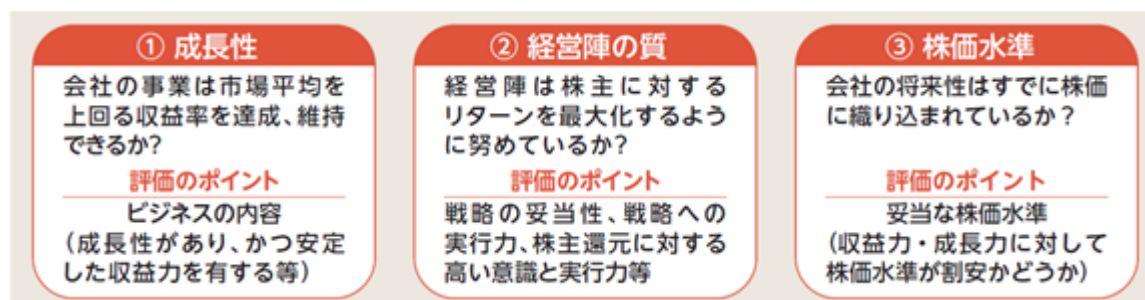 ① 成長性
会社の事業は市場平均を
上回る収益率を達成、維持
できるか?
評価のポイント
ビジネスの内容
(成長性があり、かつ安定
した収益力を有する等)
② 経営陣の質
経営陣は株主に対する
リターンを最大化するよう
に努めているか?
評価のポイント
戦略の妥当性、戦略への
実行力、株主還元に対する
高い意識と実行力等
③ 株価水準
会社の将来性はすでに株価
に織り込まれているか?
評価のポイント
妥当な株価水準
(収益力・成長力に対して
株価水準が割安かどうか)